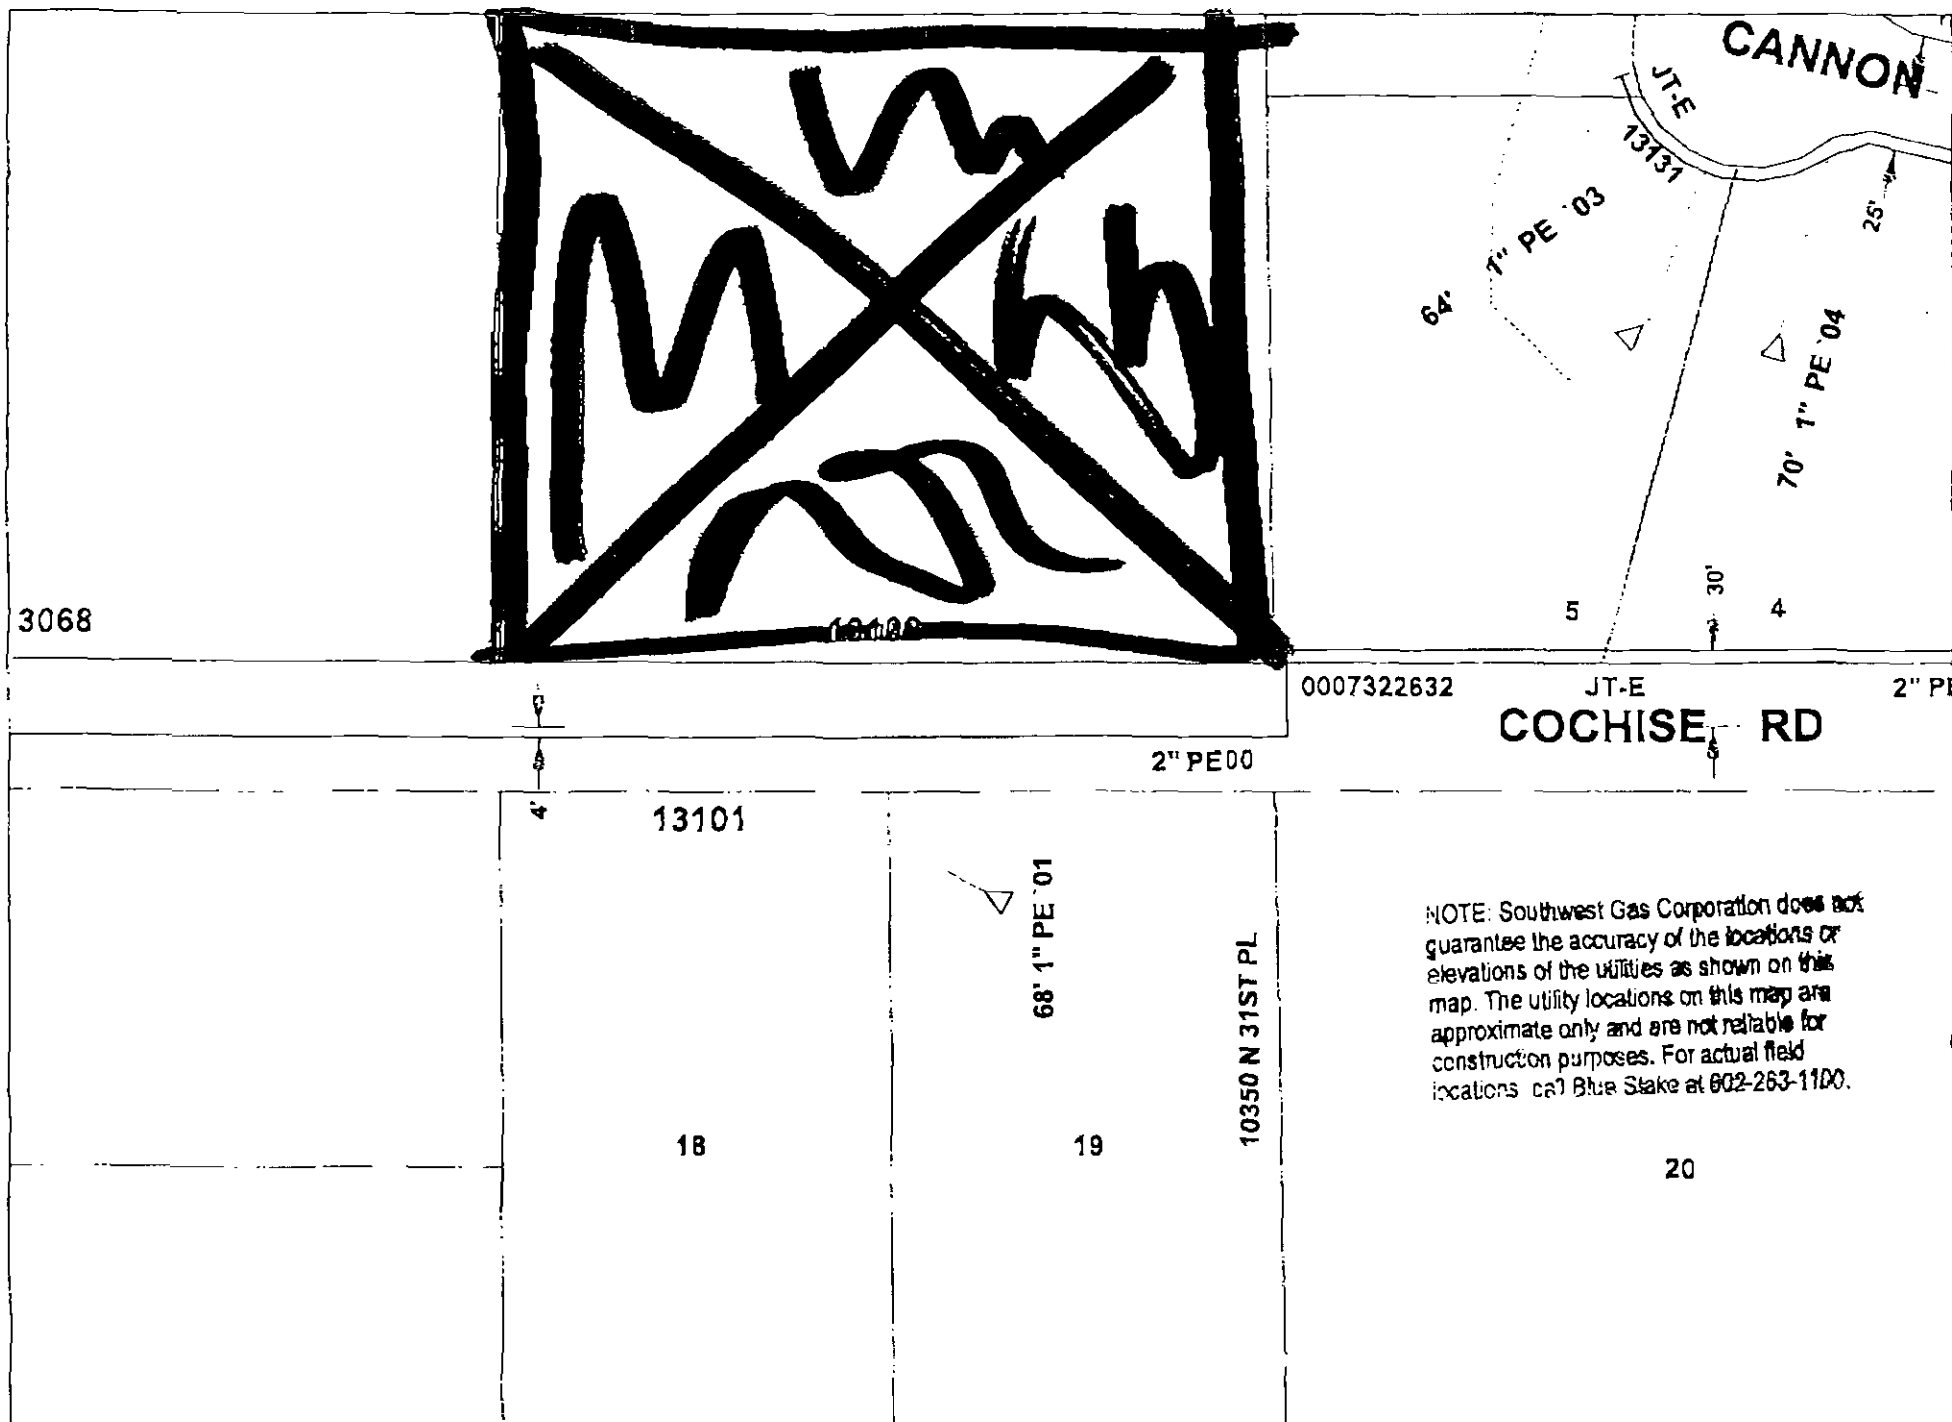 CANNON
JT-E
13131
25'
1" PE `03
64'
70' 1" PE `04
30'
5
4
3068
0007322632
JT-E
2" PE
COCHISE RD
2" PE00
4'
13101
68' 1" PE `01
10350 N 31ST PL
NOTE: Southwest Gas Corporation does not
guarantee the accuracy of the locations or
elevations of the utilities as shown on this
map. The utility locations on this map are
approximate only and are not reliable for
construction purposes. For actual field
locations call Blue Stake at 602-263-1100.
18
19
20